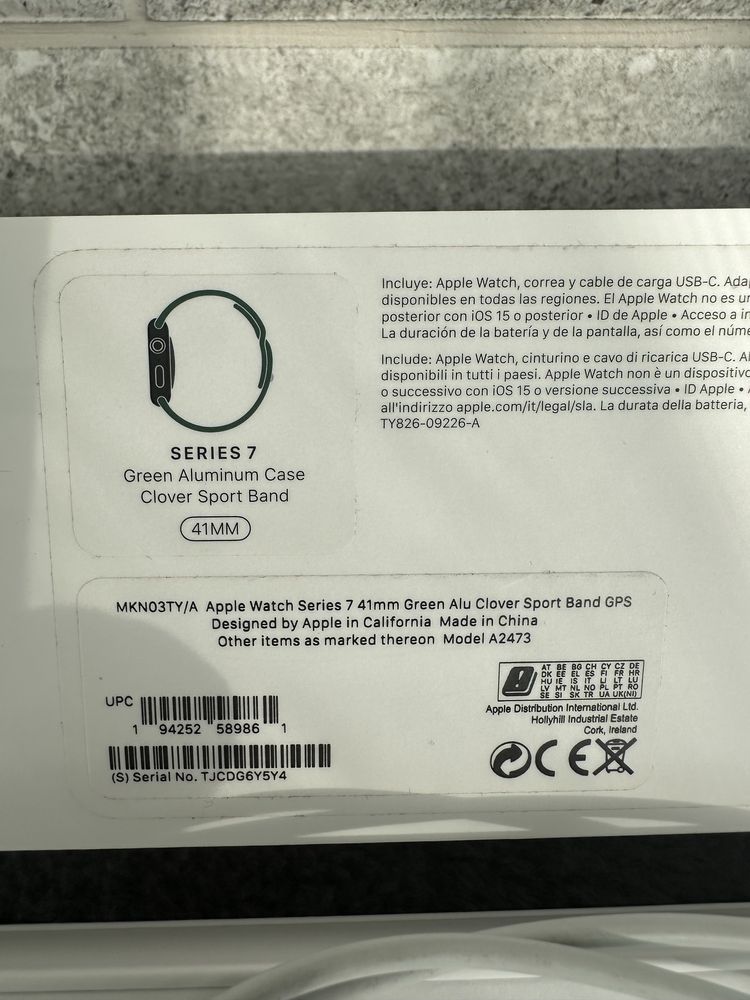 SERIES 7
Green Aluminum Case
Clover Sport Band
41MM
Incluye: Apple Watch, correa y cable de carga USB-C.
disponibles en todas las regiones. El Apple Watch no es
posterior con iOS 15 o posterior • ID de Apple • Acceso a
La duración de la batería y de la pantalla, así como el
Include: Apple Watch, cinturino e cavo di ricarica USB-C.
disponibili in tutti i paesi. Apple Watch non è un dispositivo
o successivo con iOS 15 o versione successiva • ID Apple •
all'indirizzo apple.com/it/legal/sla. La durata della batteria,
TY826-09226-A
MKN03TY/A Apple Watch Series 7 41mm Green Alu Clover Sport Band GPS
Designed by Apple in California Made in China
Other items as marked thereon Model A2473
AT BE BG CH CY CZ DE
DK EE EL ES FI FR HR
HU IE IS IT LI LT LU
LV MT NL NO PL PT RO
SE SI SK TR UA UK(NI)
Apple Distribution International Ltd.
Hollyhill Industrial Estate
Cork, Ireland
UPC
1 94252 58986 1
(S) Serial No. TJCDG6Y5Y4
CE